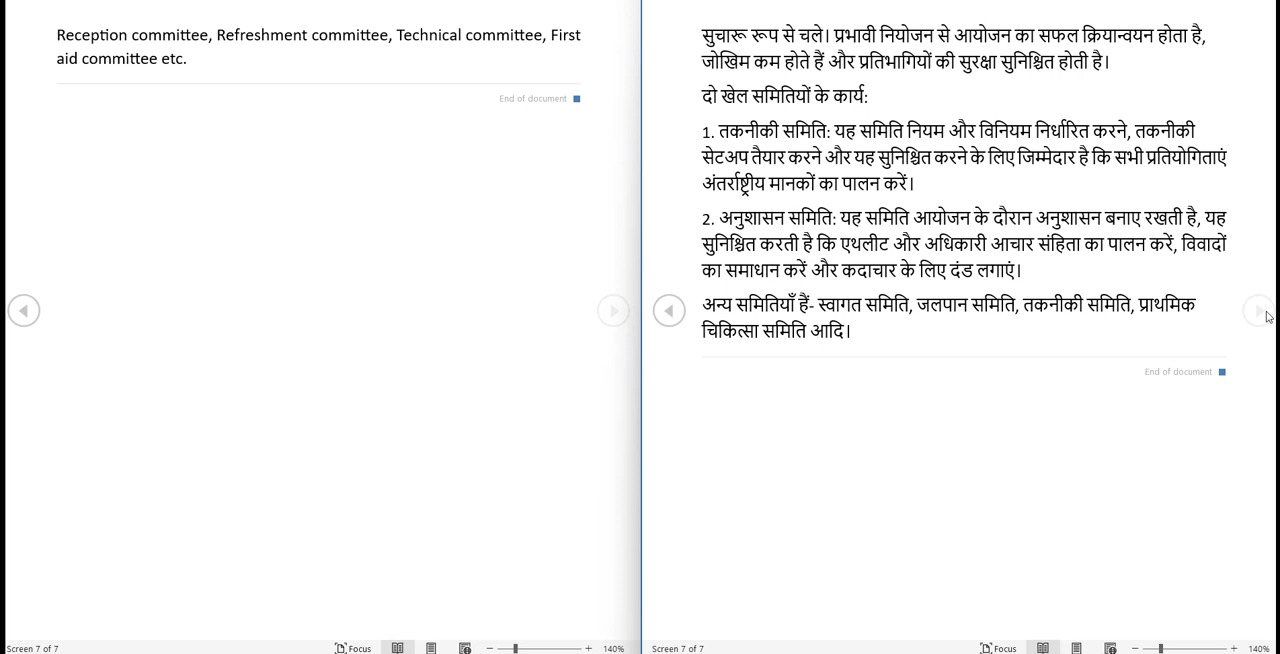 Reception committee, Refreshment committee, Technical committee, First
aid committee etc.
End of document
Screen 7 of 7
Focus
140%
सुचारू रूप से चले। प्रभावी नियोजन से आयोजन का सफल क्रियान्वयन होता है,
जोखिम कम होते हैं और प्रतिभागियों की सुरक्षा सुनिश्चित होती है।
दो खेल समितियों के कार्य:
1. तकनीकी समिति: यह समिति नियम और विनियम निर्धारित करने, तकनीकी
सेटअप तैयार करने और यह सुनिश्चित करने के लिए जिम्मेदार है कि सभी प्रतियोगिताएं
अंतर्राष्ट्रीय मानकों का पालन करें।
2. अनुशासन समिति: यह समिति आयोजन के दौरान अनुशासन बनाए रखती है, यह
सुनिश्चित करती है कि एथलीट और अधिकारी आचार संहिता का पालन करें, विवादों
का समाधान करें और कदाचार के लिए दंड लगाएं।
अन्य समितियाँ हैं- स्वागत समिति, जलपान समिति, तकनीकी समिति, प्राथमिक
चिकित्सा समिति आदि।
End of document
Screen 7 of 7
Focus
140%